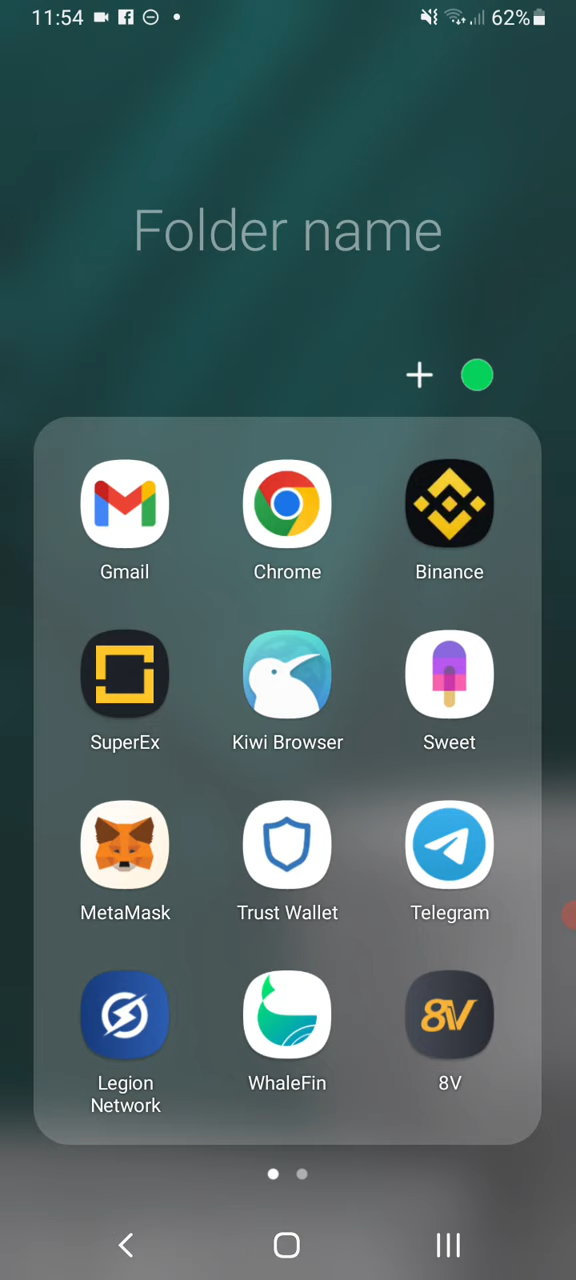 11:54
62%
Folder name
Gmail
Chrome
Binance
SuperEx
Kiwi Browser
Sweet
MetaMask
Trust Wallet
Telegram
8V
Legion
Network
WhaleFin
8V